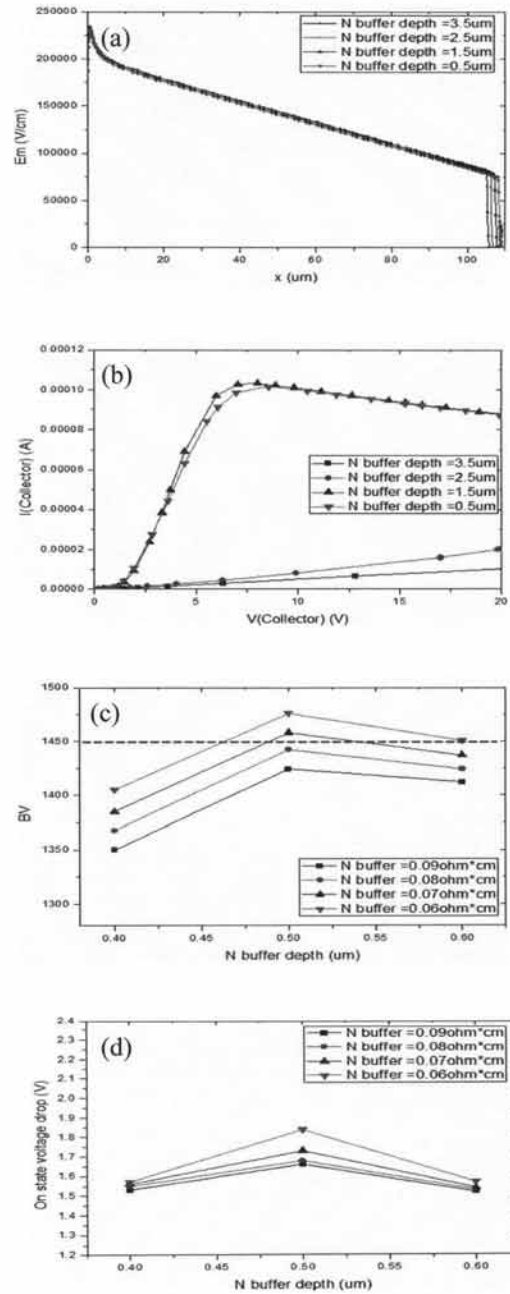 (a)
N buffer depth =3.5um
N buffer depth =2.5um
N buffer depth =1.5um
N buffer depth =0.5um
250000
200000
150000
100000
50000
0
Em (V/cm)
0 20 40 60 80 100
x (um)
(b)
0.00012
0.00010
0.00008
0.00006
0.00004
0.00002
0.00000
I(Collector) (A)
N buffer depth =3.5um
N buffer depth =2.5um
N buffer depth =1.5um
N buffer depth =0.5um
0 5 10 15 20
V(Collector) (V)
(c)
1500
1450
1400
1350
1300
BV
N buffer =0.09ohm*cm
N buffer =0.08ohm*cm
N buffer =0.07ohm*cm
N buffer =0.06ohm*cm
0.40 0.45 0.50 0.55 0.60
N buffer depth (um)
(d)
2.4
2.3
2.2
2.1
2.0
1.9
1.8
1.7
1.6
1.5
1.4
1.3
1.2
On state voltage drop (V)
N buffer =0.09ohm*cm
N buffer =0.08ohm*cm
N buffer =0.07ohm*cm
N buffer =0.06ohm*cm
0.40 0.45 0.50 0.55 0.60
N buffer depth (um)